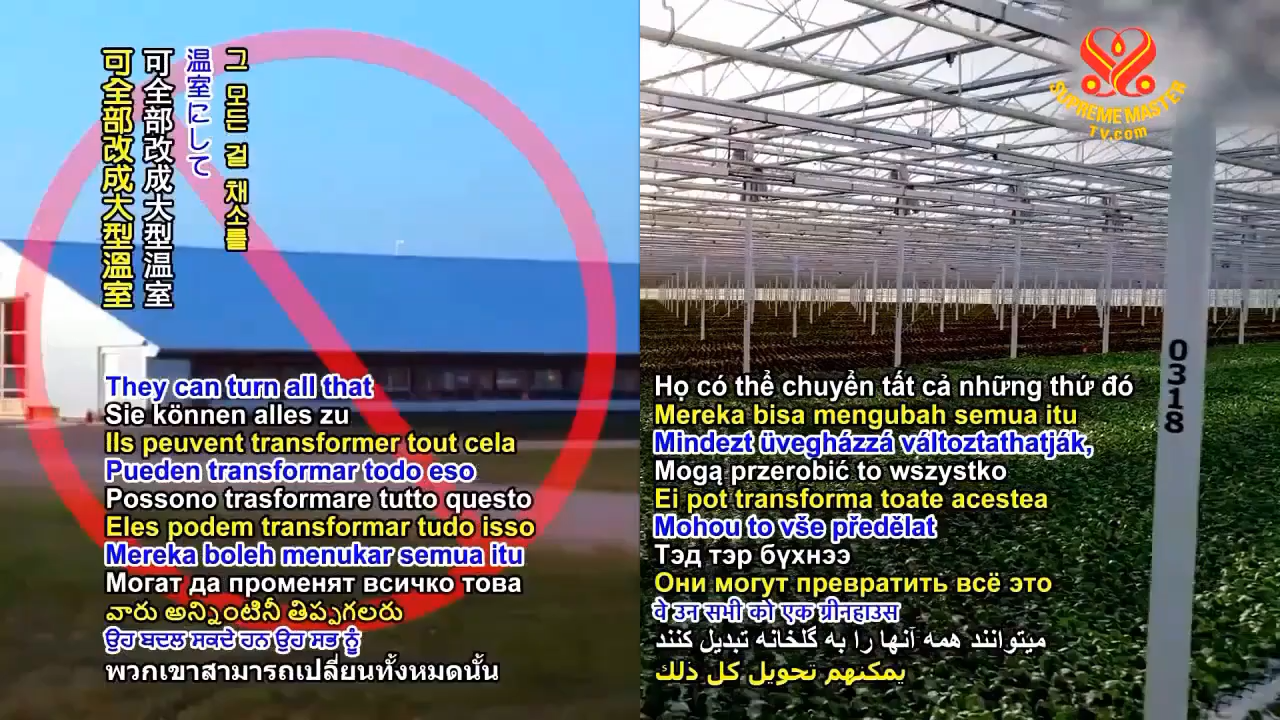 可全部改成大型溫室
可全部改成大型温室
温室にして
그 모든 걸 채소를
They can turn all that
Sie können alles zu
Ils peuvent transformer tout cela
Pueden transformar todo eso
Possono trasformare tutto questo
Eles podem transformar tudo isso
Mereka boleh menukar semua itu
Могат да променят всичко това
వారు అన్నింటినీ తిప్పగలరు
ਉਹ ਬਦਲ ਸਕਦੇ ਹਨ ਉਹ ਸਭ ਨੂੰ
พวกเขาสามารถเปลี่ยนทั้งหมดนั้น
SUPREME MASTER
TV.com
0318
Họ có thể chuyển tất cả những thứ đó
Mereka bisa mengubah semua itu
Mindezt üvegházzá változtathatják,
Mogą przerobić to wszystko
Ei pot transforma toate acestea
Mohou to vše předělat
Тэд тэр бүхнээ
Они могут превратить всё это
वे उन सभी को एक ग्रीनहाउस
میتوانند همه آنها را به گلخانه تبدیل کنند
يمكنهم تحويل كل ذلك